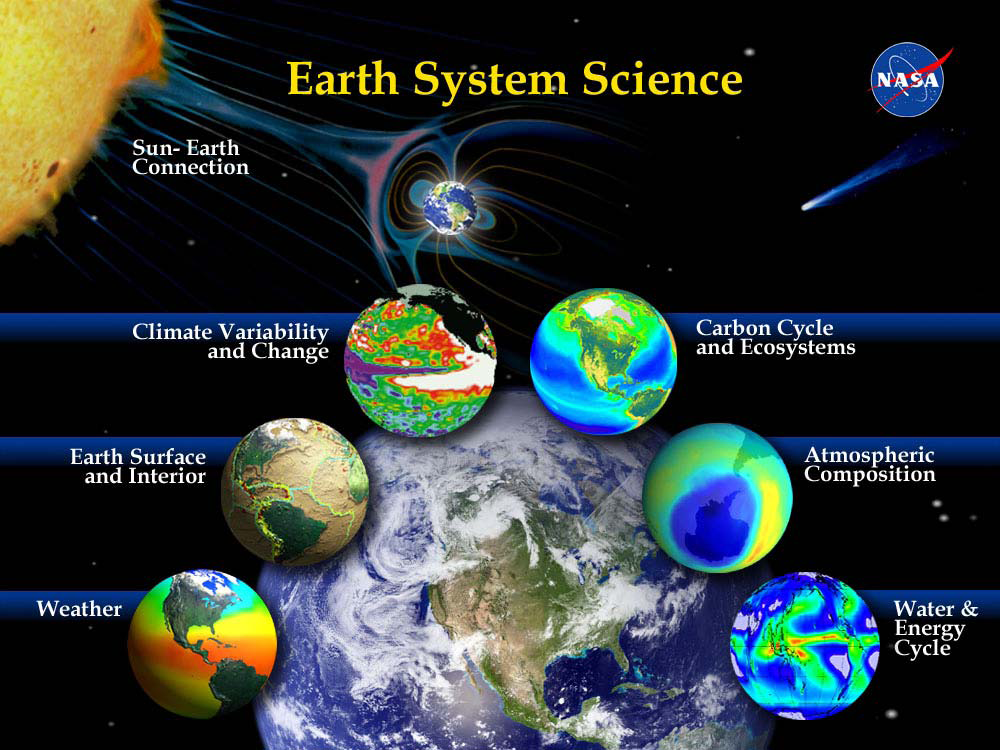 Earth System Science
NASA
Sun- Earth
Connection
Climate Variability
and Change
Carbon Cycle
and Ecosystems
Earth Surface
and Interior
Atmospheric
Composition
Weather
Water &
Energy
Cycle